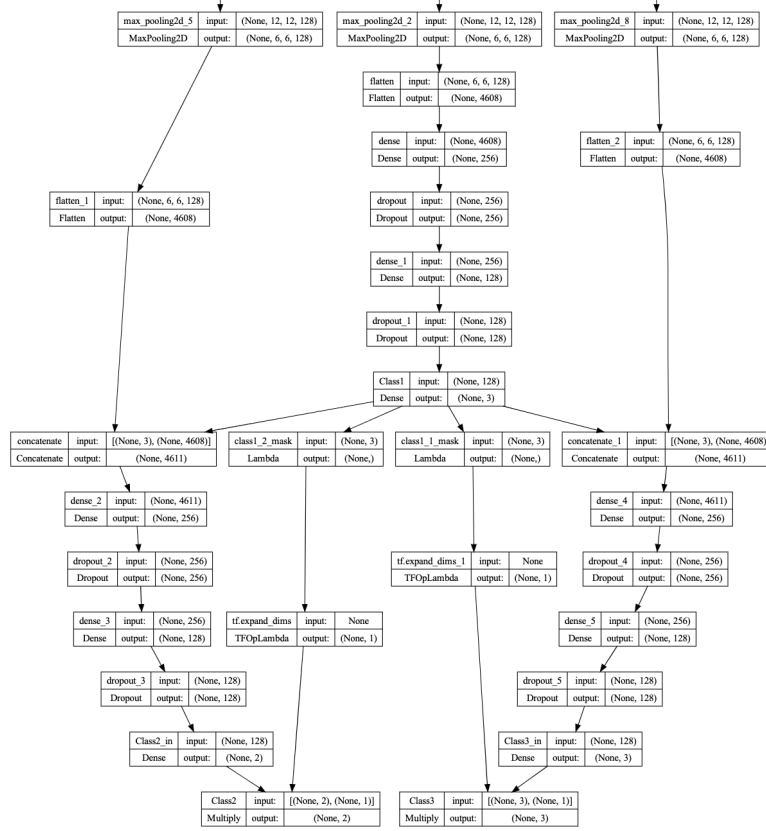 max_pooling2d_5 input: (None, 12, 12, 128)
MaxPooling2D output: (None, 6, 6, 128)
max_pooling2d_2 input: (None, 12, 12, 128)
MaxPooling2D output: (None, 6, 6, 128)
max_pooling2d_8 input: (None, 12, 12, 128)
MaxPooling2D output: (None, 6, 6, 128)
flatten input: (None, 6, 6, 128)
Flatten output: (None, 4608)
dense input: (None, 4608)
Dense output: (None, 256)
flatten_2 input: (None, 6, 6, 128)
Flatten output: (None, 4608)
flatten_1 input: (None, 6, 6, 128)
Flatten output: (None, 4608)
dropout input: (None, 256)
Dropout output: (None, 256)
dense_1 input: (None, 256)
Dense output: (None, 128)
dropout_1 input: (None, 128)
Dropout output: (None, 128)
Class1 input: (None, 128)
Dense output: (None, 3)
concatenate input: [(None, 3), (None, 4608)]
Concatenate output: (None, 4611)
class1_2_mask input: (None, 3)
Lambda output: (None,)
class1_1_mask input: (None, 3)
Lambda output: (None,)
concatenate_1 input: [(None, 3), (None, 4608)]
Concatenate output: (None, 4611)
dense_2 input: (None, 4611)
Dense output: (None, 256)
dense_4 input: (None, 4611)
Dense output: (None, 256)
dropout_2 input: (None, 256)
Dropout output: (None, 256)
tf.expand_dims_1 input: None
TFOpLambda output: (None, 1)
dropout_4 input: (None, 256)
Dropout output: (None, 256)
dense_3 input: (None, 256)
Dense output: (None, 128)
tf.expand_dims input: None
TFOpLambda output: (None, 1)
dense_5 input: (None, 256)
Dense output: (None, 128)
dropout_3 input: (None, 128)
Dropout output: (None, 128)
dropout_5 input: (None, 128)
Dropout output: (None, 128)
Class2_in input: (None, 128)
Dense output: (None, 2)
Class3_in input: (None, 128)
Dense output: (None, 3)
Class2 input: [(None, 2), (None, 1)]
Multiply output: (None, 2)
Class3 input: [(None, 3), (None, 1)]
Multiply output: (None, 3)